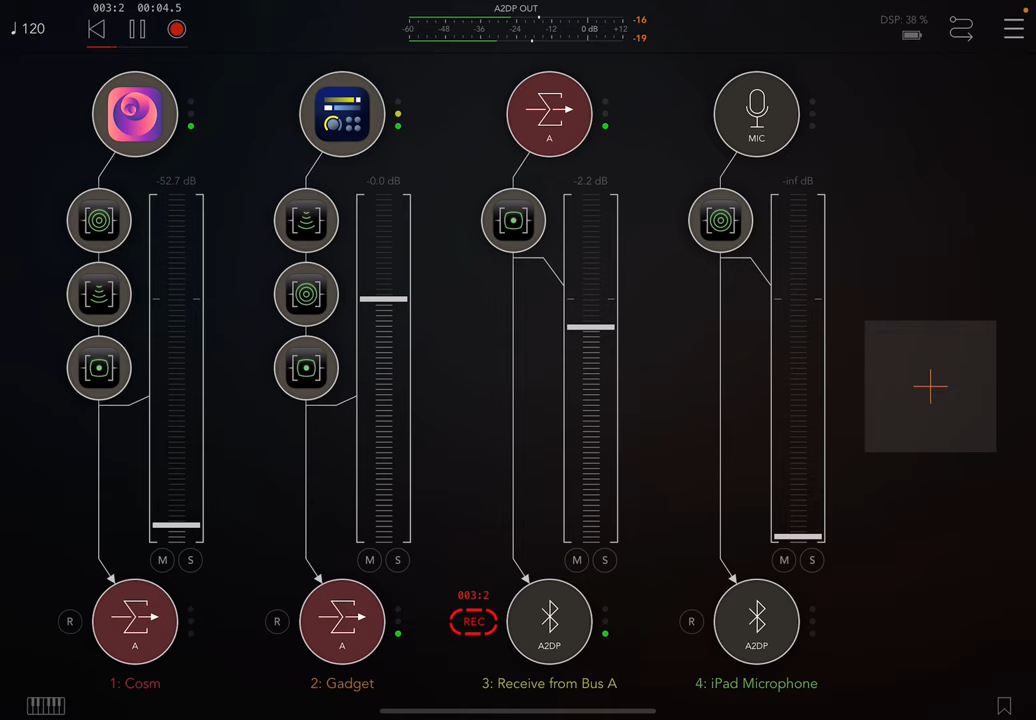 003:2 00:04.5
A2DP OUT
♩ 120
-16
-60 -48 -36 -24 -12 0 dB +12
-19
DSP: 38 %
A
MIC
-52.7 dB
-0.0 dB
-2.2 dB
-inf dB
M S
M S
M S
M S
003:2
R
A
R
A
REC
A2DP
R
A2DP
1: Cosm
2: Gadget
3: Receive from Bus A
4: iPad Microphone